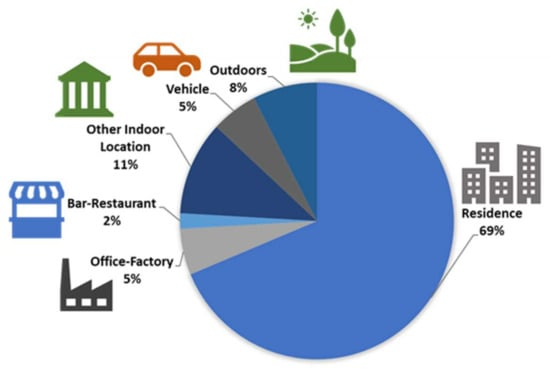 Outdoors
8%
Vehicle
5%
Other Indoor
Location
11%
Bar-Restaurant
2%
Office-Factory
5%
Residence
69%